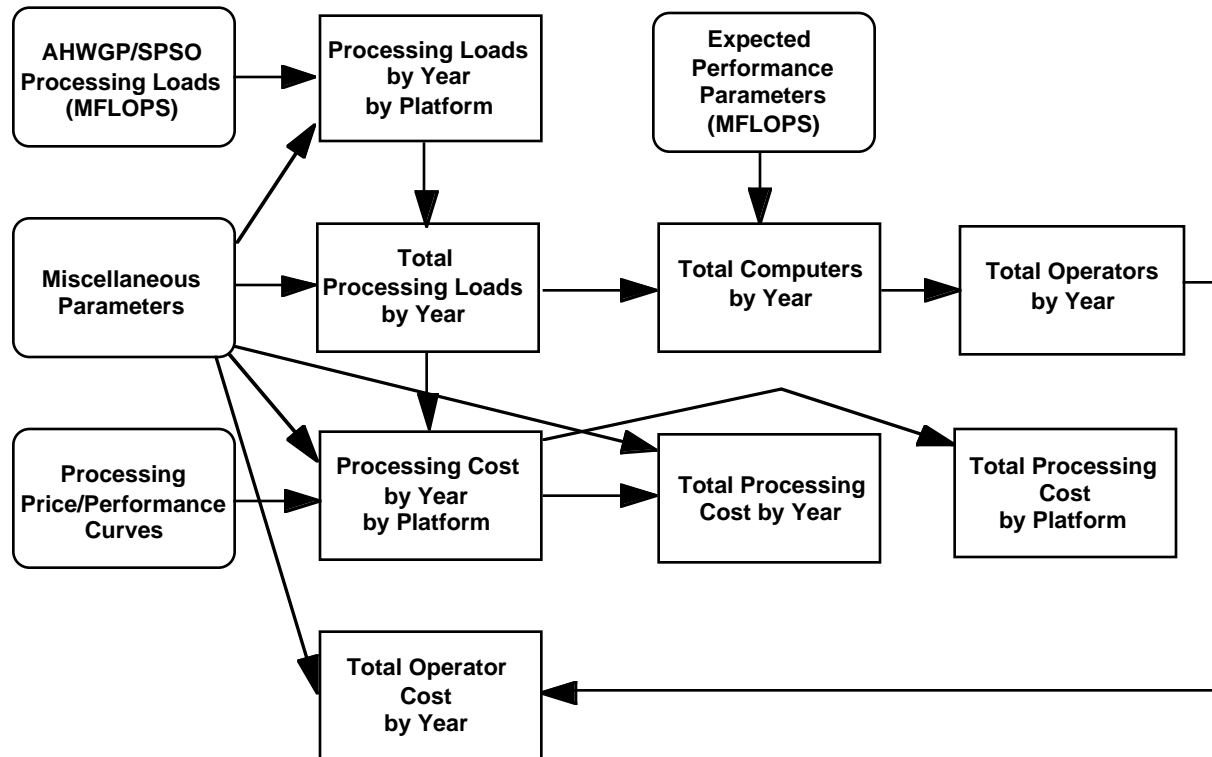 AHWGP/SPSO
Processing Loads
(MFLOPS)
Processing Loads
by Year
by Platform
Expected
Performance
Parameters
(MFLOPS)
Miscellaneous
Parameters
Total
Processing Loads
by Year
Total Computers
by Year
Total Operators
by Year
Processing
Price/Performance
Curves
Processing Cost
by Year
by Platform
Total Processing
Cost by Year
Total Processing
Cost
by Platform
Total Operator
Cost
by Year